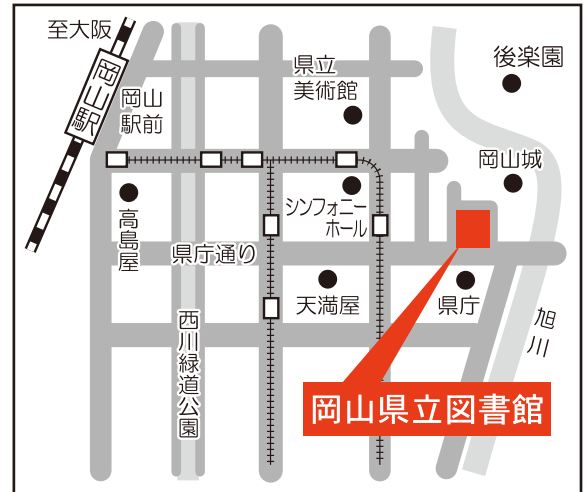 至大阪
岡山駅
岡山
駅前
県立
美術館
後楽園
岡山城
シンフォニー
ホール
高島屋
県庁通り
天満屋
県庁
旭川
西川緑道公園
岡山県立図書館